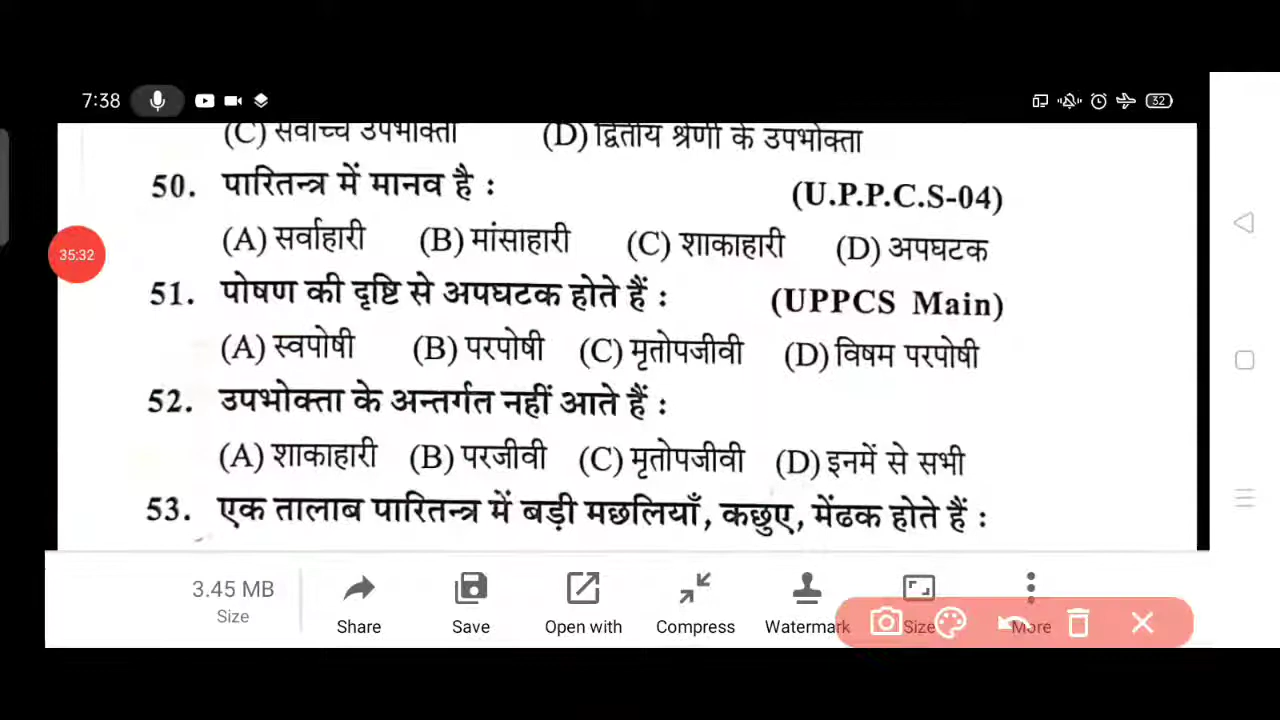 7:38 32
(C) सर्वोच्च उपभोक्ता (D) द्वितीय श्रेणी के उपभोक्ता
50. पारितन्त्र में मानव है : (U.P.P.C.S-04)
(A) सर्वाहारी (B) मांसाहारी (C) शाकाहारी (D) अपघटक
35:32
51. पोषण की दृष्टि से अपघटक होते हैं : (UPPCS Main)
(A) स्वपोषी (B) परपोषी (C) मृतोपजीवी (D) विषम परपोषी
52. उपभोक्ता के अन्तर्गत नहीं आते हैं :
(A) शाकाहारी (B) परजीवी (C) मृतोपजीवी (D) इनमें से सभी
53. एक तालाब पारितन्त्र में बड़ी मछलियाँ, कछुए, मेंढक होते हैं :
3.45 MB
Size Share Save Open with Compress Watermark Size More